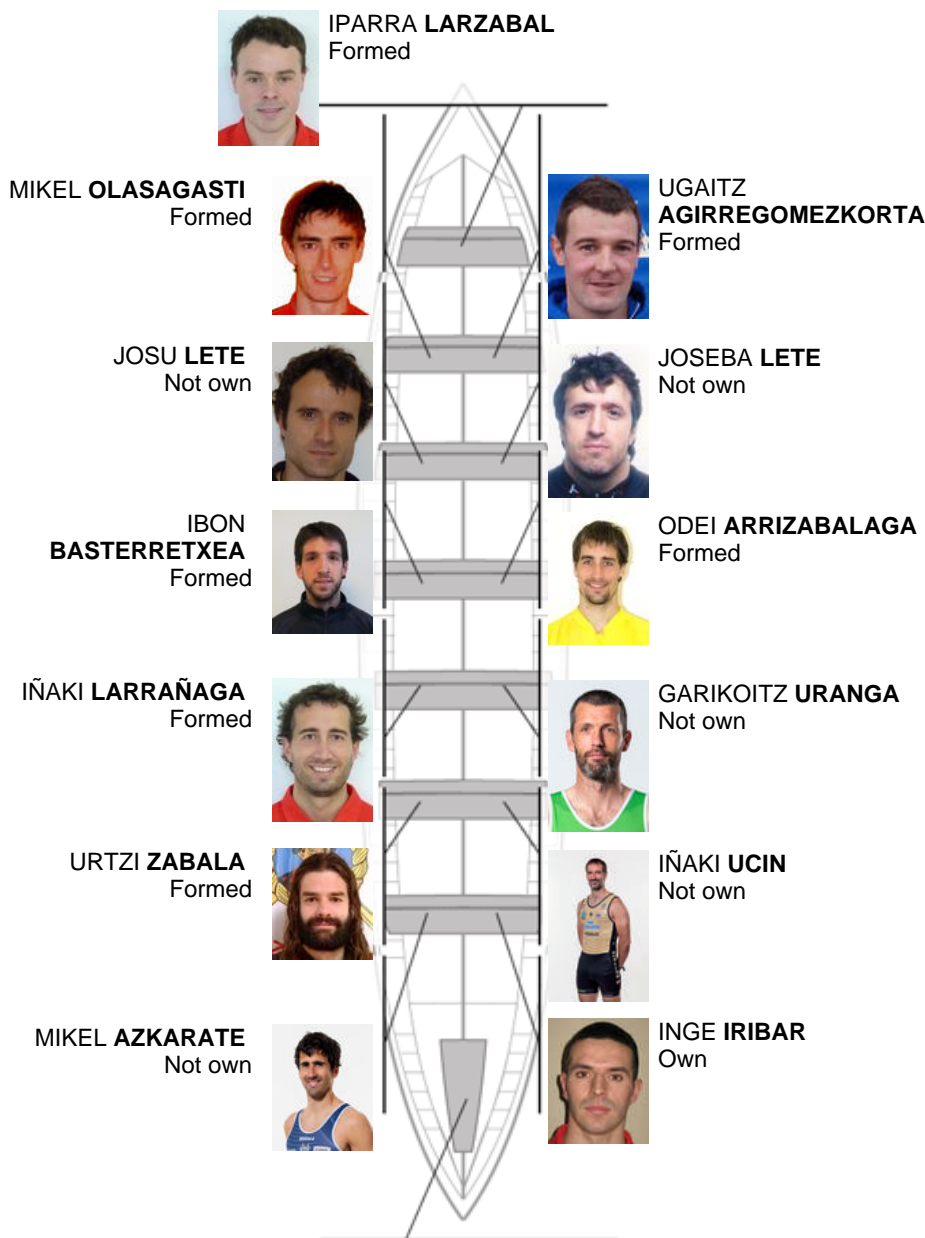 IPARRA LARZABAL
Formed
MIKEL OLASAGASTI
Formed
UGAITZ
AGIRREGOMEZKORTA
Formed
JOSU LETE
Not own
JOSEBA LETE
Not own
IBON
BASTERRETXEA
Formed
ODEI ARRIZABALAGA
Formed
IÑAKI LARRAÑAGA
Formed
GARIKOITZ URANGA
Not own
URTZI ZABALA
Formed
IÑAKI UCIN
Not own
MIKEL AZKARATE
Not own
INGE IRIBAR
Own